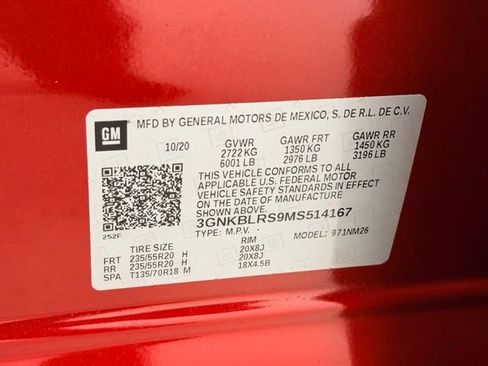 MFD BY GENERAL MOTORS DE MEXICO, S. DE R.L. DE C.V.
GM
10/20 GVWR GAWR FRT GAWR RR
2722 KG 1350 KG 1450 KG
6001 LB 2976 LB 3196 LB
THIS VEHICLE CONFORMS TO ALL
APPLICABLE U.S. FEDERAL MOTOR
VEHICLE SAFETY STANDARDS IN EFFECT
ON THE DATE OF MANUFACTURE SHOWN ABOVE.
3GNKBLRS9MS514167
252F TYPE: M.P.V. MODEL: 971NM26
TIRE SIZE RIM
FRT 235/55R20 H 20X8J
RR 235/55R20 H 20X8J
SPA T135/70R18 M 18X4.5B